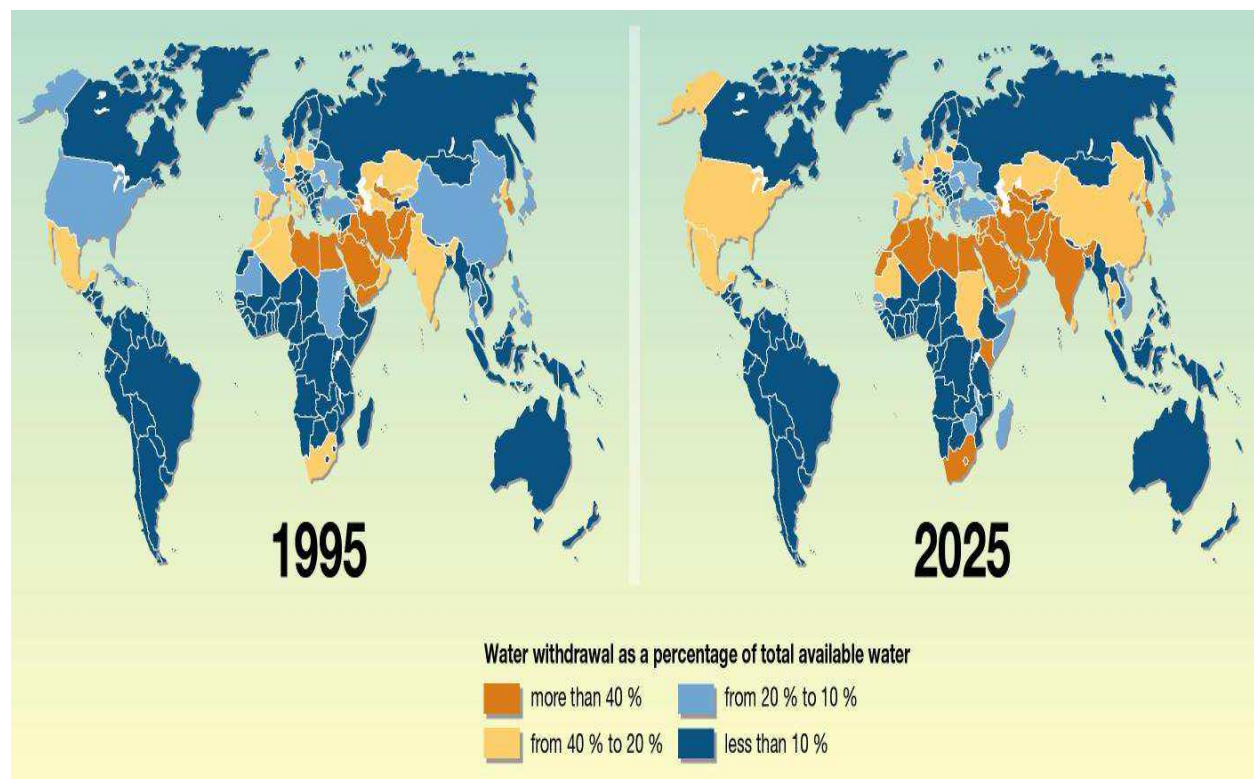 1995
2025
Water withdrawal as a percentage of total available water
more than 40 %
from 20 % to 10 %
from 40 % to 20 %
less than 10 %